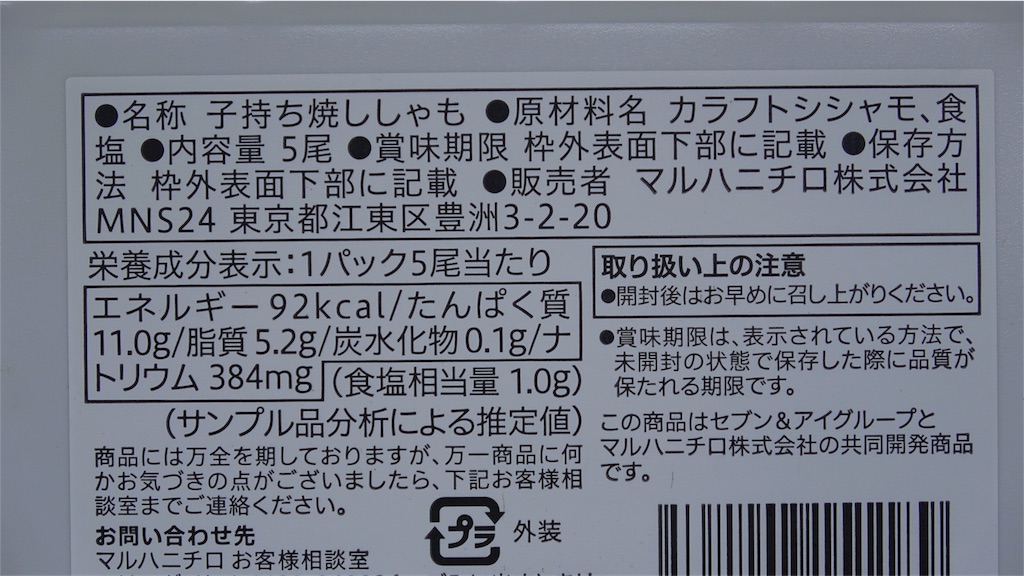 ●名称 子持ち焼ししゃも ●原材料名 カラフトシシャモ、食
塩 ●内容量 5尾 ●賞味期限 枠外表面下部に記載 ●保存方
法 枠外表面下部に記載 ●販売者 マルハニチロ株式会社
MNS24 東京都江東区豊洲3-2-20
栄養成分表示:1パック5尾当たり
エネルギー 92kcal/たんぱく質
11.0g/脂質 5.2g/炭水化物 0.1g/ナ
トリウム 384mg (食塩相当量 1.0g)
(サンプル品分析による推定値)
商品には万全を期しておりますが、万一商品に何
かお気づきの点がございましたら、下記お客様相
談室までご連絡ください。
お問い合わせ先
マルハニチロ お客様相談室
プラ 外装
取り扱い上の注意
●開封後はお早めに召し上がりください。
●賞味期限は、表示されている方法で、
未開封の状態で保存した際に品質が
保たれる期限です。
この商品はセブン&アイグループと
マルハニチロ株式会社の共同開発商品
です。